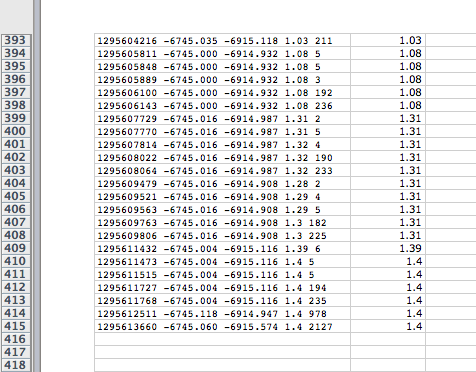 393 1295604216 -6745.035 -6915.118 1.03 211 1.03
394 1295605811 -6745.000 -6914.932 1.08 5 1.08
395 1295605848 -6745.000 -6914.932 1.08 5 1.08
396 1295605889 -6745.000 -6914.932 1.08 3 1.08
397 1295606100 -6745.000 -6914.932 1.08 192 1.08
398 1295606143 -6745.000 -6914.932 1.08 236 1.08
399 1295607729 -6745.016 -6914.987 1.31 2 1.31
400 1295607770 -6745.016 -6914.987 1.31 5 1.31
401 1295607814 -6745.016 -6914.987 1.32 4 1.31
402 1295608022 -6745.016 -6914.987 1.32 190 1.31
403 1295608064 -6745.016 -6914.987 1.32 233 1.31
404 1295609479 -6745.016 -6914.908 1.28 2 1.31
405 1295609521 -6745.016 -6914.908 1.29 4 1.31
406 1295609563 -6745.016 -6914.908 1.29 5 1.31
407 1295609763 -6745.016 -6914.908 1.3 182 1.31
408 1295609806 -6745.016 -6914.908 1.3 225 1.31
409 1295611432 -6745.004 -6915.116 1.39 6 1.39
410 1295611473 -6745.004 -6915.116 1.4 5 1.4
411 1295611515 -6745.004 -6915.116 1.4 5 1.4
412 1295611727 -6745.004 -6915.116 1.4 194 1.4
413 1295611768 -6745.004 -6915.116 1.4 235 1.4
414 1295612511 -6745.118 -6914.947 1.4 978 1.4
415 1295613660 -6745.060 -6915.574 1.4 2127 1.4
416
417
418